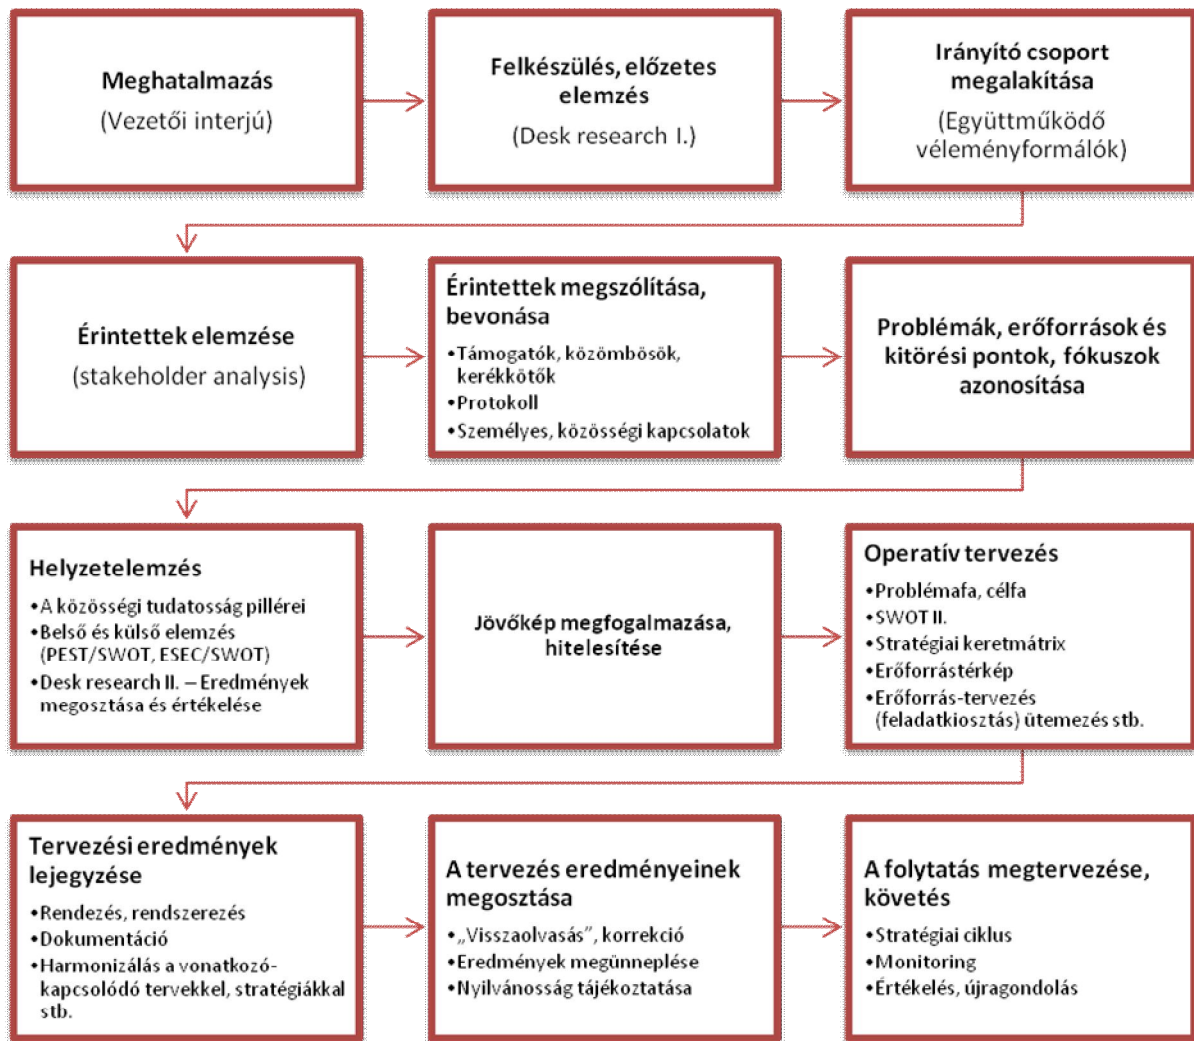 Meghatalmazás
(Vezetői interjú)
Felkészülés, előzetes
elemzés
(Desk research I.)
Irányító csoport
megalakítása
(Együttműködő
véleményformálók)
Érintettek elemzése
(stakeholder analysis)
Érintettek megszólítása,
bevonása
•Támogatók, közömbösök,
kerékkötők
•Protokoll
•Személyes, közösségi kapcsolatok
Problémák, erőforrások és
kitörési pontok, fókuszok
azonosítása
Helyzetelemzés
•A közösségi tudatosság pillérei
•Belső és külső elemzés
(PEST/SWOT, ESEC/SWOT)
•Desk research II. – Eredmények
megosztása és értékelése
Jövőkép megfogalmazása,
hitelesítése
Operatív tervezés
•Problémafa, célfa
•SWOT II.
•Stratégiai keretmátrix
•Erőforrástérkép
•Erőforrás-tervezés
(feladatkiosztás) ütemezés stb.
Tervezési eredmények
lejegyzése
•Rendezés, rendszerezés
•Dokumentáció
•Harmonizálás a vonatkozó-
kapcsolódó tervekkel, stratégiákkal
stb.
A tervezés eredményeinek
megosztása
•„Visszaolvasás”, korrekció
•Eredmények megünneplése
•Nyilvánosság tájékoztatása
A folytatás megtervezése,
követés
•Stratégiai ciklus
•Monitoring
•Értékelés, újragondolás